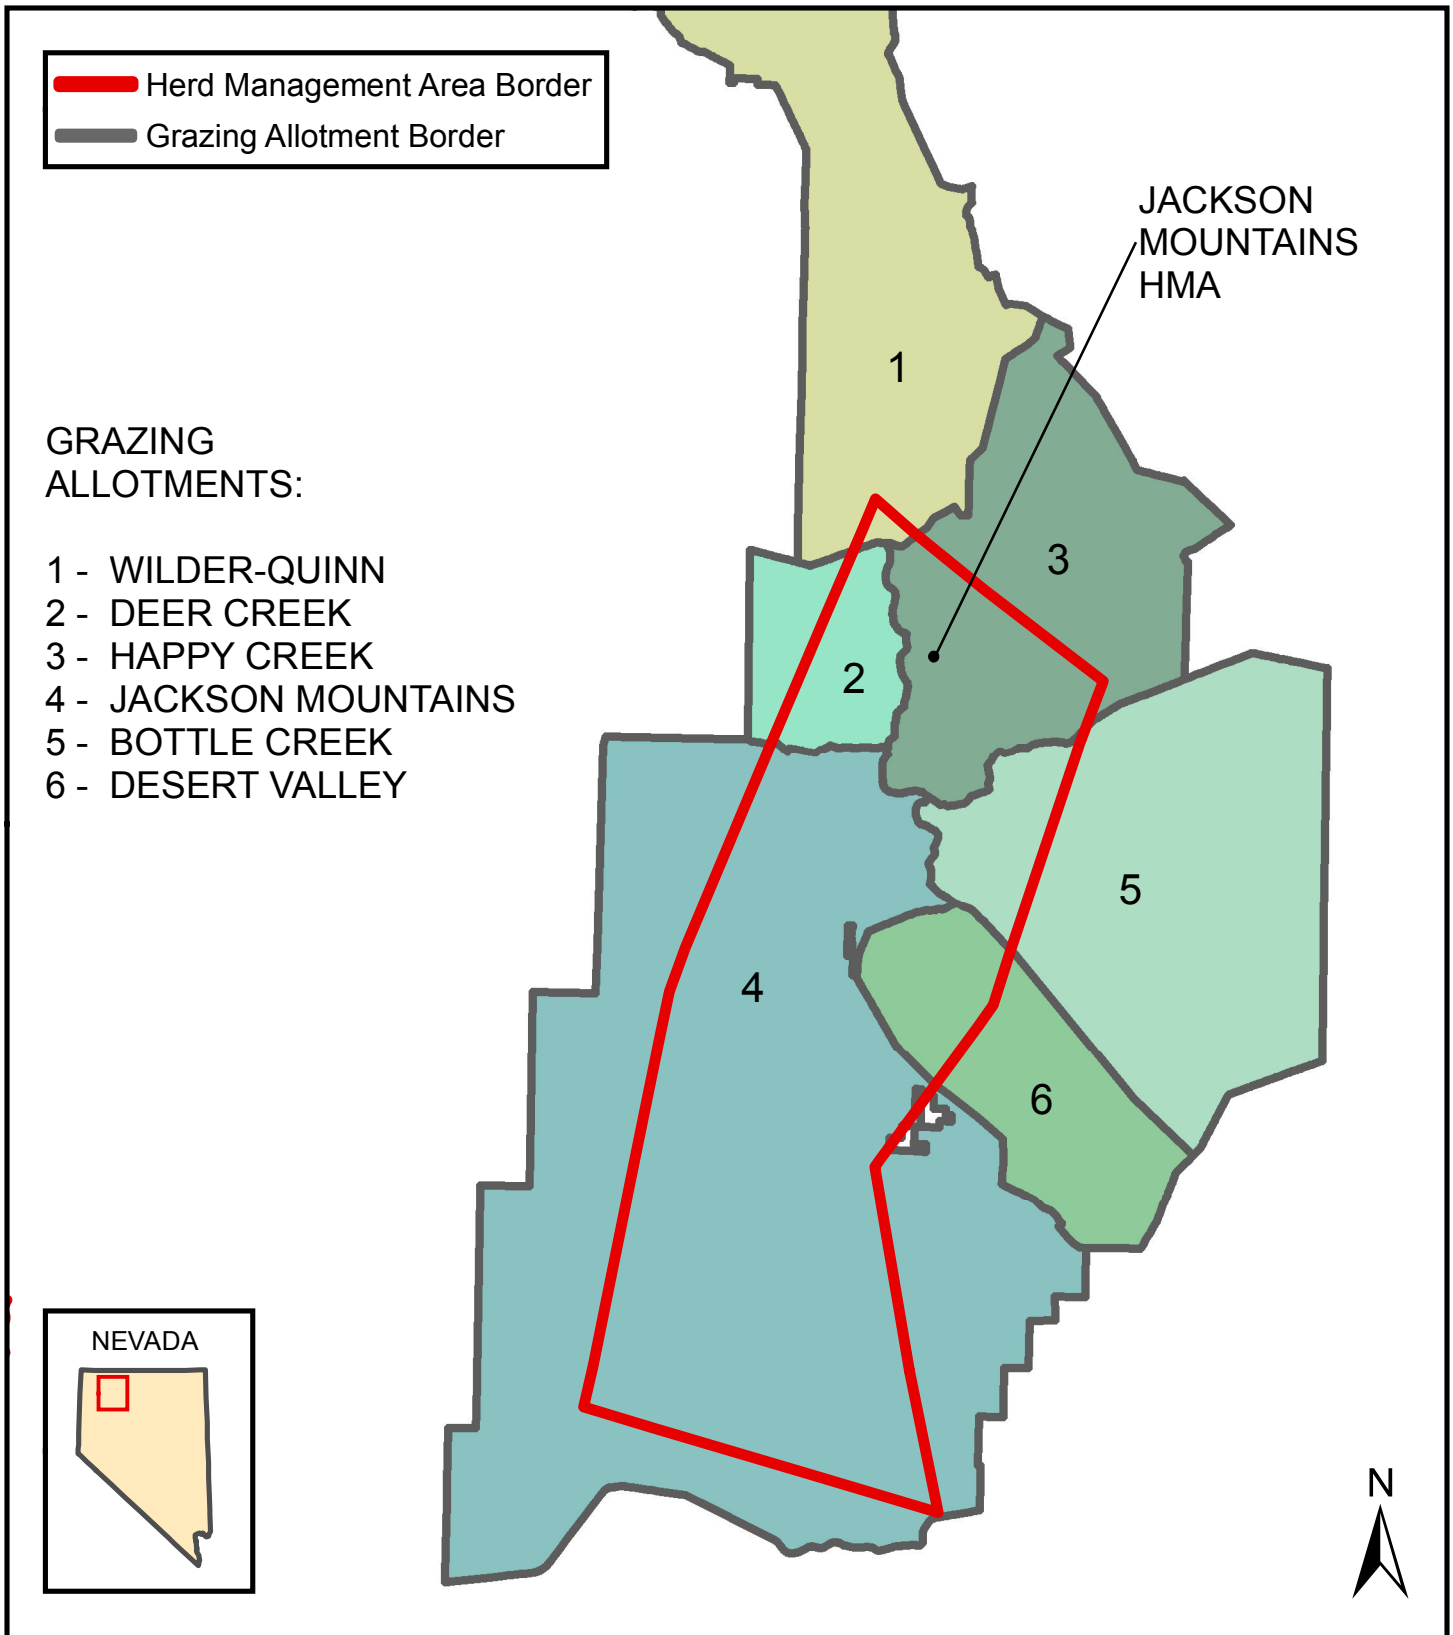 Herd Management Area Border
Grazing Allotment Border
JACKSON
MOUNTAINS
HMA
1
GRAZING
ALLOTMENTS:
1 - WILDER-QUINN
2 - DEER CREEK
3 - HAPPY CREEK
4 - JACKSON MOUNTAINS
5 - BOTTLE CREEK
6 - DESERT VALLEY
3
2
5
4
6
NEVADA
N